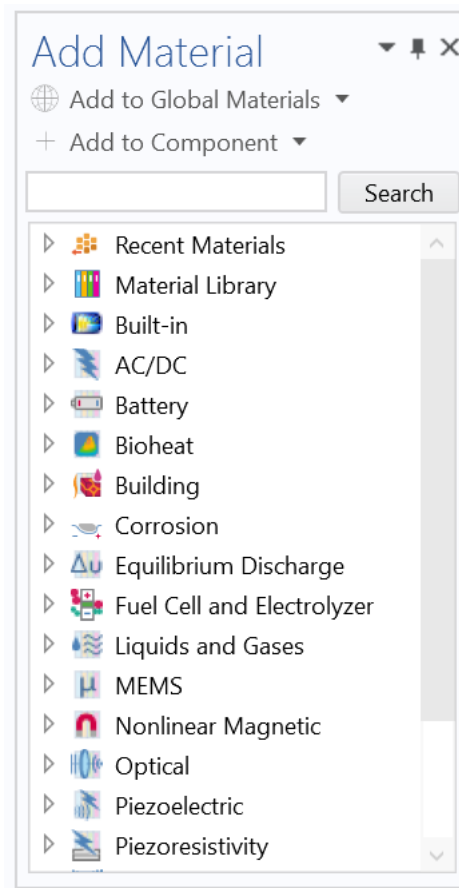 Add Material
Add to Global Materials
Add to Component
Search
Recent Materials
Material Library
Built-in
AC/DC
Battery
Bioheat
Building
Corrosion
Δυ Equilibrium Discharge
Fuel Cell and Electrolyzer
Liquids and Gases
μ MEMS
Nonlinear Magnetic
Optical
Piezoelectric
Piezoresistivity